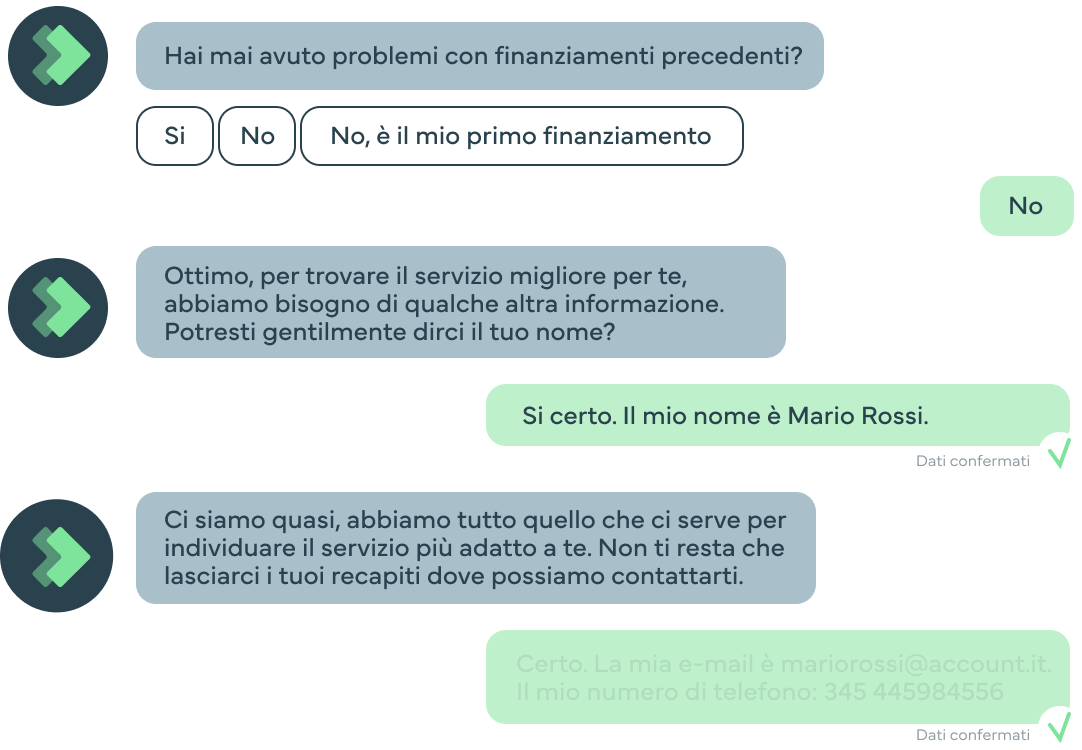 Hai mai avuto problemi con finanziamenti precedenti?
Si
No
No, è il mio primo finanziamento
No
Ottimo, per trovare il servizio migliore per te,
abbiamo bisogno di qualche altra informazione.
Potresti gentilmente dirci il tuo nome?
Si certo. Il mio nome è Mario Rossi.
Dati confermati
Ci siamo quasi, abbiamo tutto quello che ci serve per
individuare il servizio più adatto a te. Non ti resta che
lasciarci i tuoi recapiti dove possiamo contattarti.
Certo. La mia e-mail è mariorossi@account.it.
Il mio numero di telefono: 345 445984556
Dati confermati